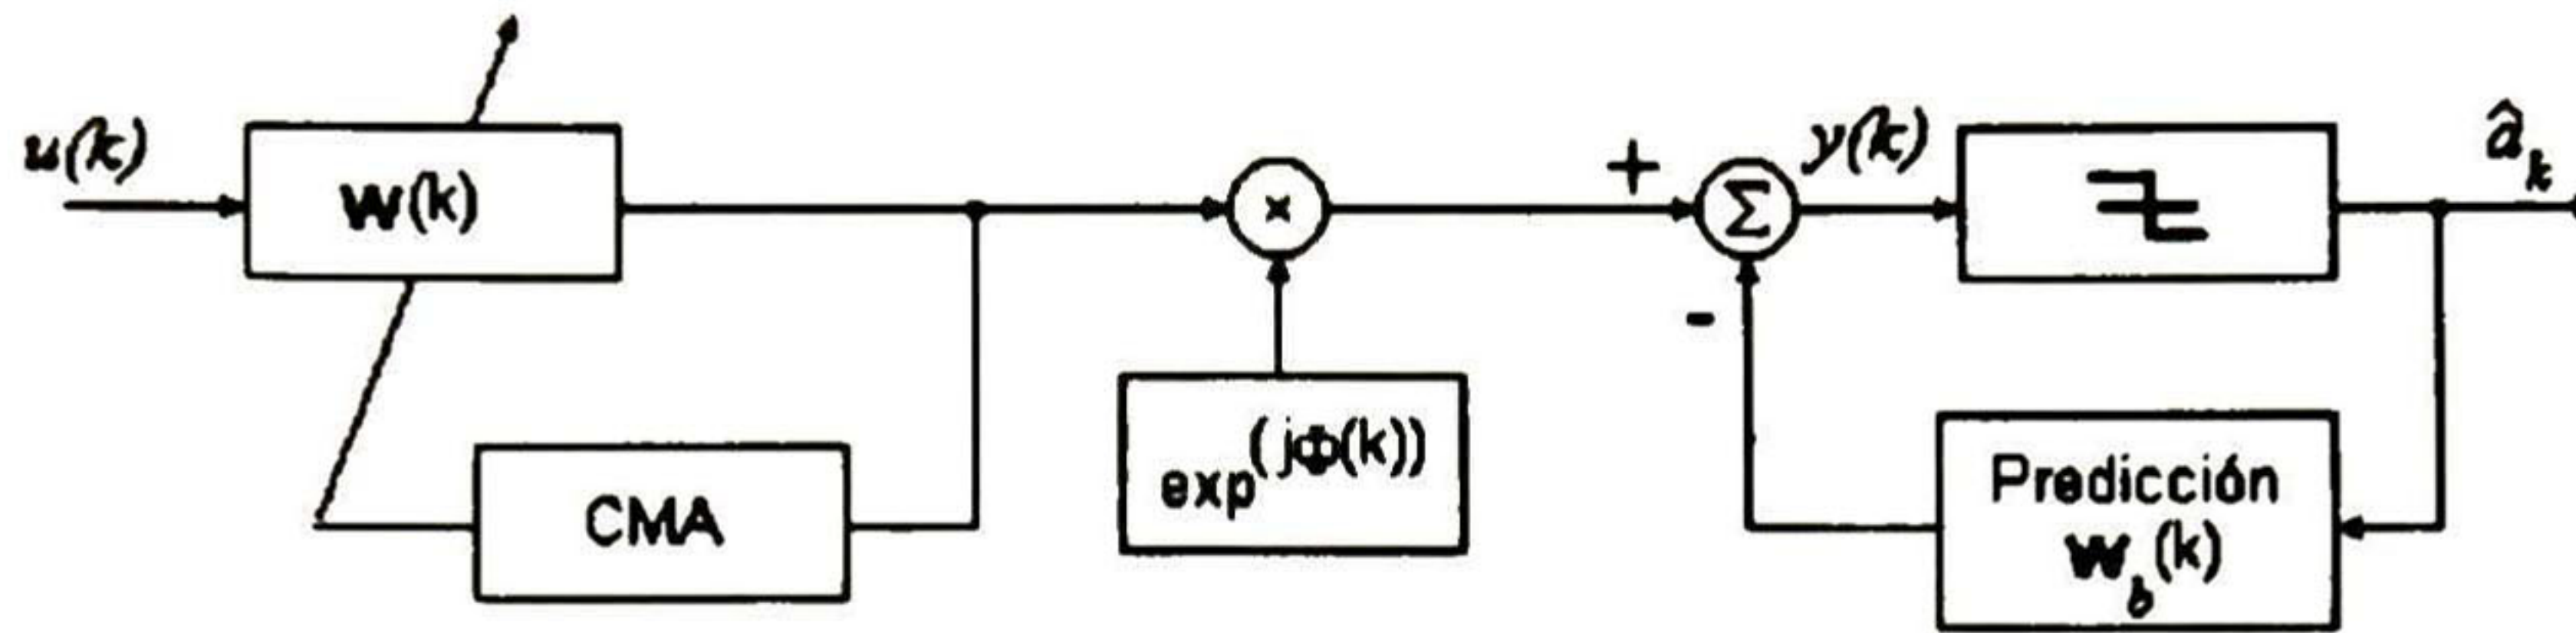 u(k)
W(k)
CMA
×
exp(jΦ(k))
+
-
Σ
y(k)
â_k
Predicción
W_b(k)